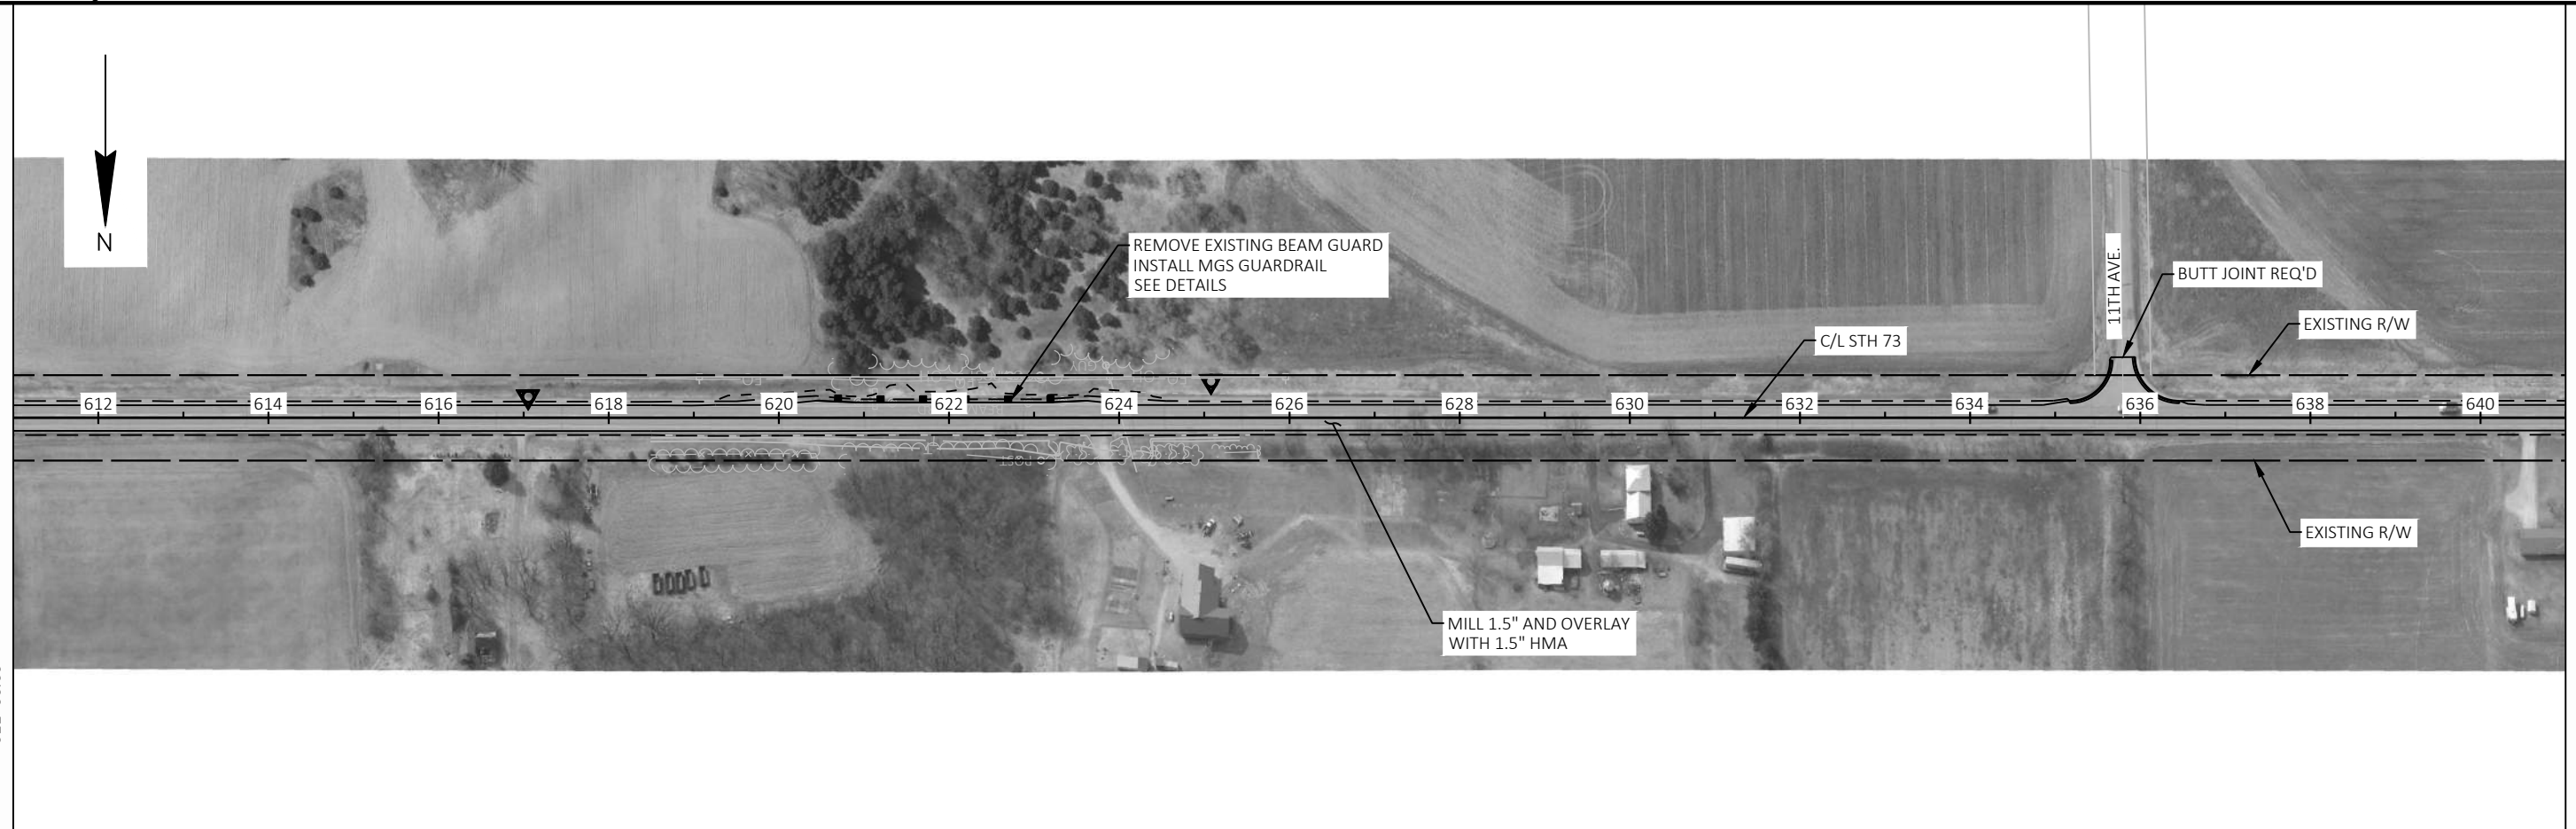 N
REMOVE EXISTING BEAM GUARD
INSTALL MGS GUARDRAIL
SEE DETAILS
11TH AVE.
BUTT JOINT REQ'D
EXISTING R/W
C/L STH 73
612 614 616 618 620 622 624 626 628 630 632 634 636 638 640
EXISTING R/W
MILL 1.5" AND OVERLAY
WITH 1.5" HMA